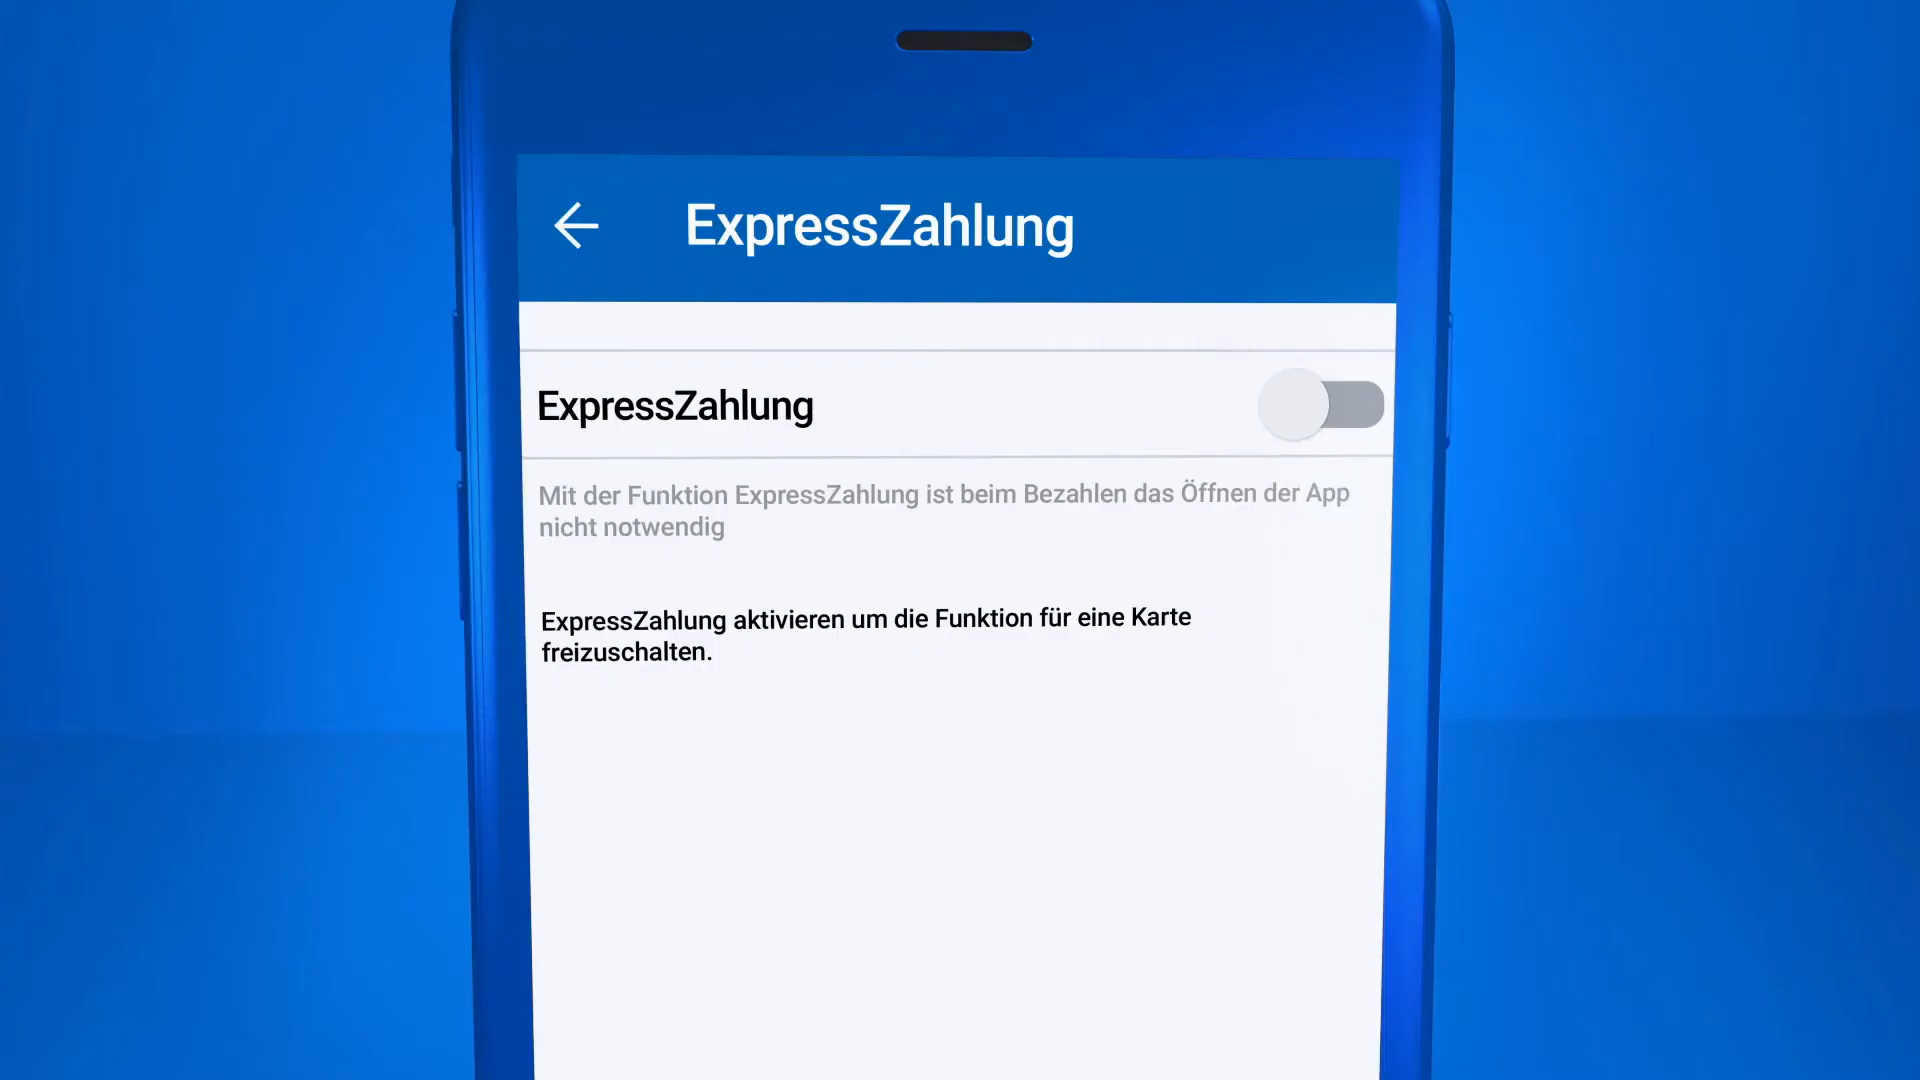 ExpressZahlung
ExpressZahlung
Mit der Funktion ExpressZahlung ist beim Bezahlen das Öffnen der App
nicht notwendig
ExpressZahlung aktivieren um die Funktion für eine Karte
freizuschalten.